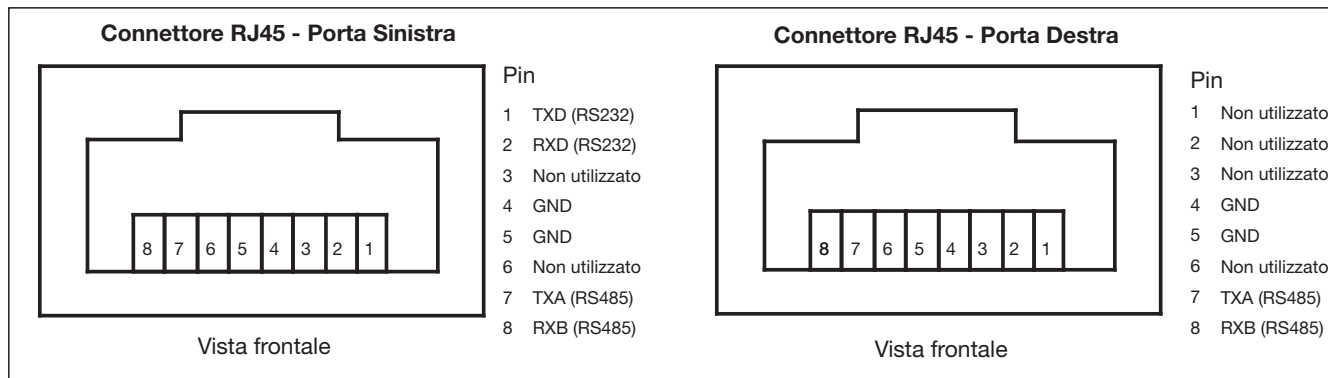 Connettore RJ45 - Porta Sinistra
Pin
1 TXD (RS232)
2 RXD (RS232)
3 Non utilizzato
4 GND
5 GND
6 Non utilizzato
7 TXA (RS485)
8 RXB (RS485)
8 7 6 5 4 3 2 1
Vista frontale
Connettore RJ45 - Porta Destra
Pin
1 Non utilizzato
2 Non utilizzato
3 Non utilizzato
4 GND
5 GND
6 Non utilizzato
7 TXA (RS485)
8 RXB (RS485)
8 7 6 5 4 3 2 1
Vista frontale